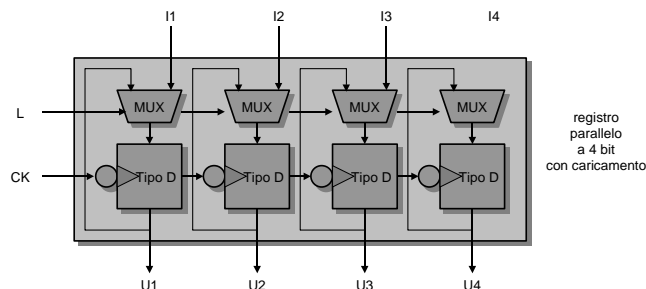 I1 I2 I3 I4
L MUX MUX MUX MUX
registro
parallelo
a 4 bit
con caricamento
CK Tipo D Tipo D Tipo D Tipo D
U1 U2 U3 U4